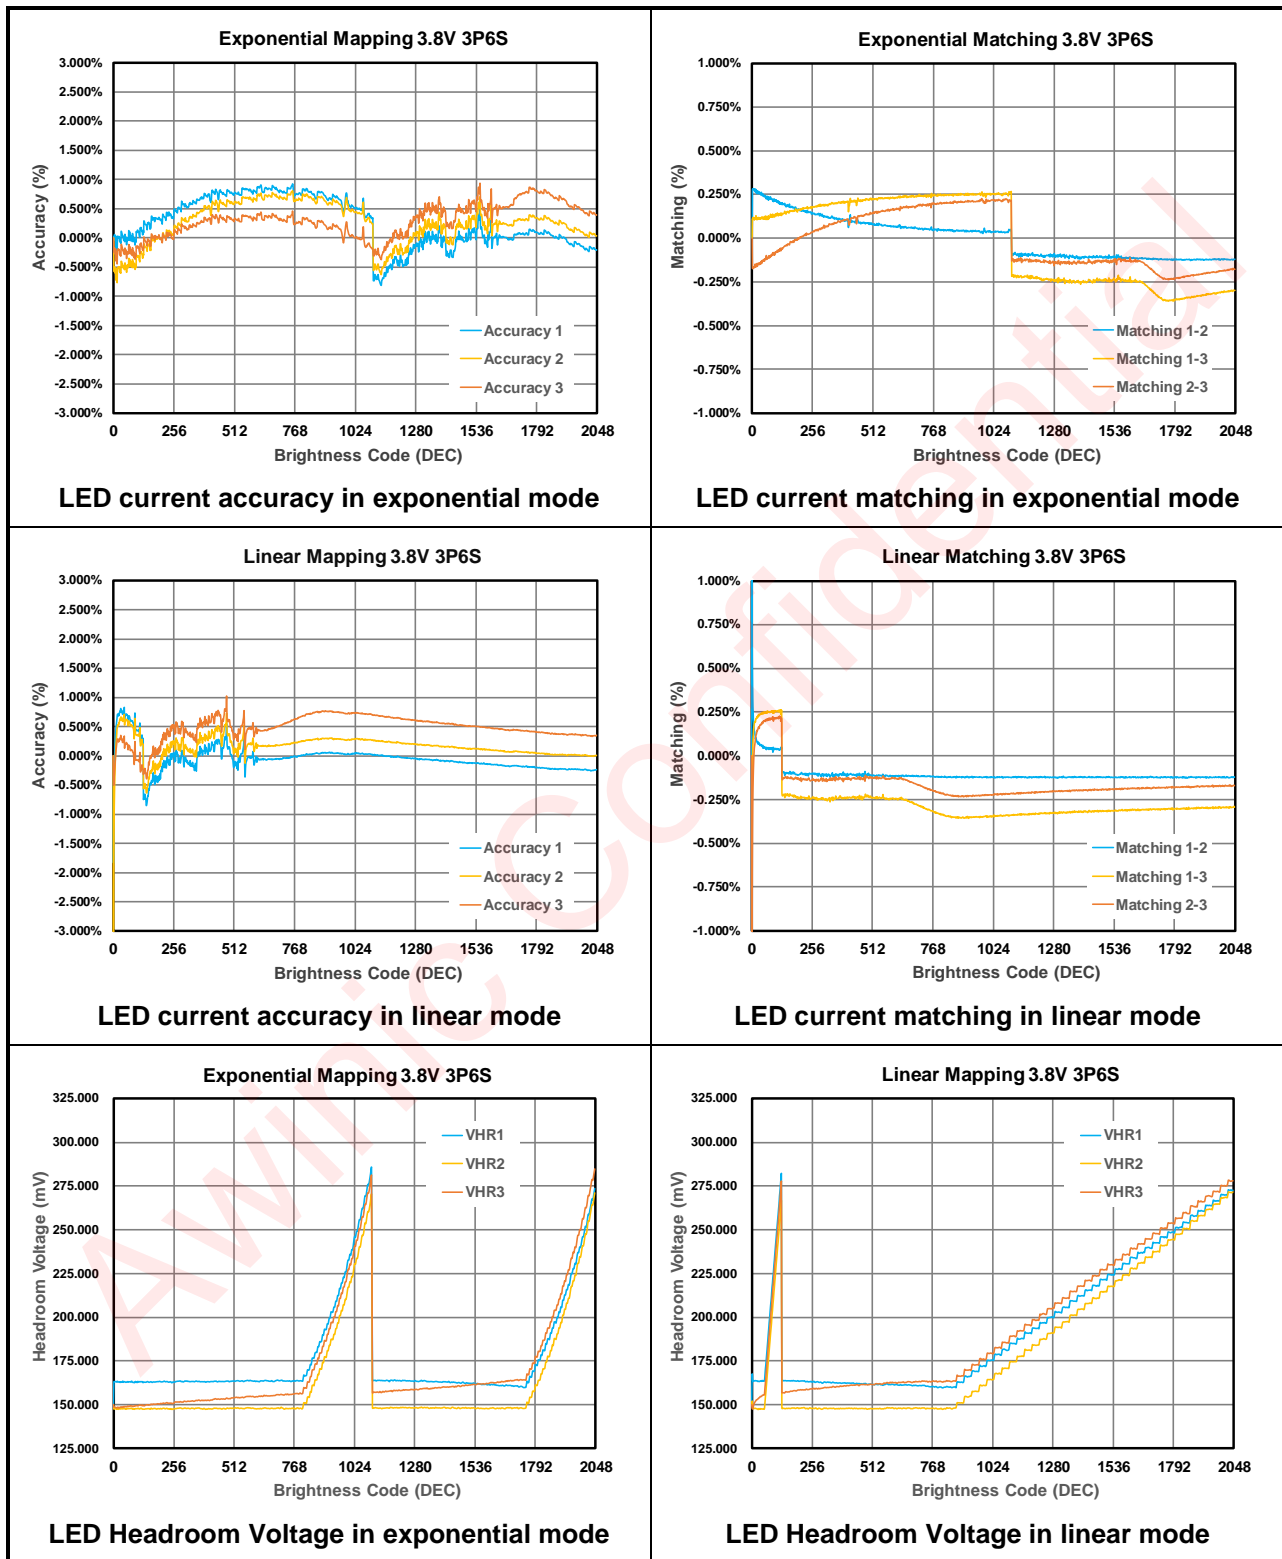 Exponential Mapping 3.8V 3P6S
3.000%
2.500%
2.000%
1.500%
1.000%
0.500%
0.000%
-0.500%
-1.000%
-1.500%
-2.000%
-2.500%
-3.000%
Accuracy (%)
Accuracy 1
Accuracy 2
Accuracy 3
0 256 512 768 1024 1280 1536 1792 2048
Brightness Code (DEC)
LED current accuracy in exponential mode
Exponential Matching 3.8V 3P6S
1.000%
0.750%
0.500%
0.250%
0.000%
-0.250%
-0.500%
-0.750%
-1.000%
Matching (%)
Matching 1-2
Matching 1-3
Matching 2-3
0 256 512 768 1024 1280 1536 1792 2048
Brightness Code (DEC)
LED current matching in exponential mode
Linear Mapping 3.8V 3P6S
3.000%
2.500%
2.000%
1.500%
1.000%
0.500%
0.000%
-0.500%
-1.000%
-1.500%
-2.000%
-2.500%
-3.000%
Accuracy (%)
Accuracy 1
Accuracy 2
Accuracy 3
0 256 512 768 1024 1280 1536 1792 2048
Brightness Code (DEC)
LED current accuracy in linear mode
Linear Matching 3.8V 3P6S
1.000%
0.750%
0.500%
0.250%
0.000%
-0.250%
-0.500%
-0.750%
-1.000%
Matching (%)
Matching 1-2
Matching 1-3
Matching 2-3
0 256 512 768 1024 1280 1536 1792 2048
Brightness Code (DEC)
LED current matching in linear mode
Exponential Mapping 3.8V 3P6S
325.000
300.000
275.000
250.000
225.000
200.000
175.000
150.000
125.000
Headroom Voltage (mV)
VHR1
VHR2
VHR3
0 256 512 768 1024 1280 1536 1792 2048
Brightness Code (DEC)
LED Headroom Voltage in exponential mode
Linear Mapping 3.8V 3P6S
325.000
300.000
275.000
250.000
225.000
200.000
175.000
150.000
125.000
Headroom Voltage (mV)
VHR1
VHR2
VHR3
0 256 512 768 1024 1280 1536 1792 2048
Brightness Code (DEC)
LED Headroom Voltage in linear mode
Awinic Confidential